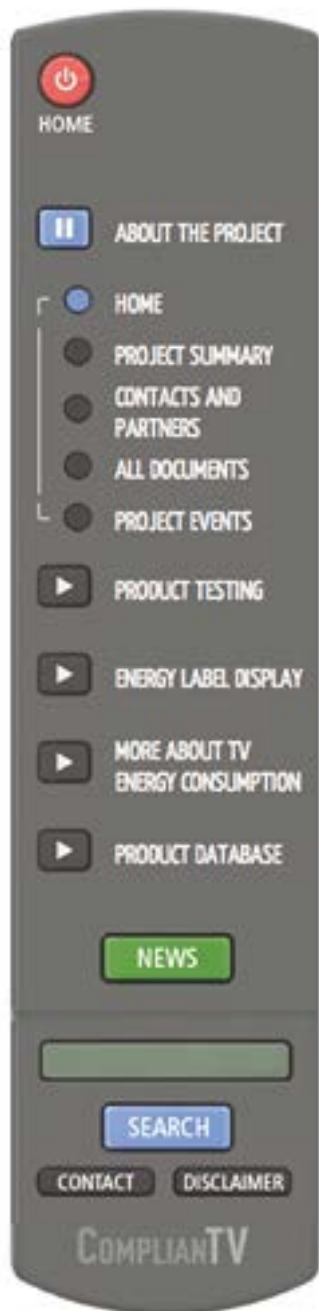 HOME
ABOUT THE PROJECT
HOME
PROJECT SUMMARY
CONTACTS AND
PARTNERS
ALL DOCUMENTS
PROJECT EVENTS
PRODUCT TESTING
ENERGY LABEL DISPLAY
MORE ABOUT TV
ENERGY CONSUMPTION
PRODUCT DATABASE
NEWS
SEARCH
CONTACT DISCLAIMER
COMPLIANTV